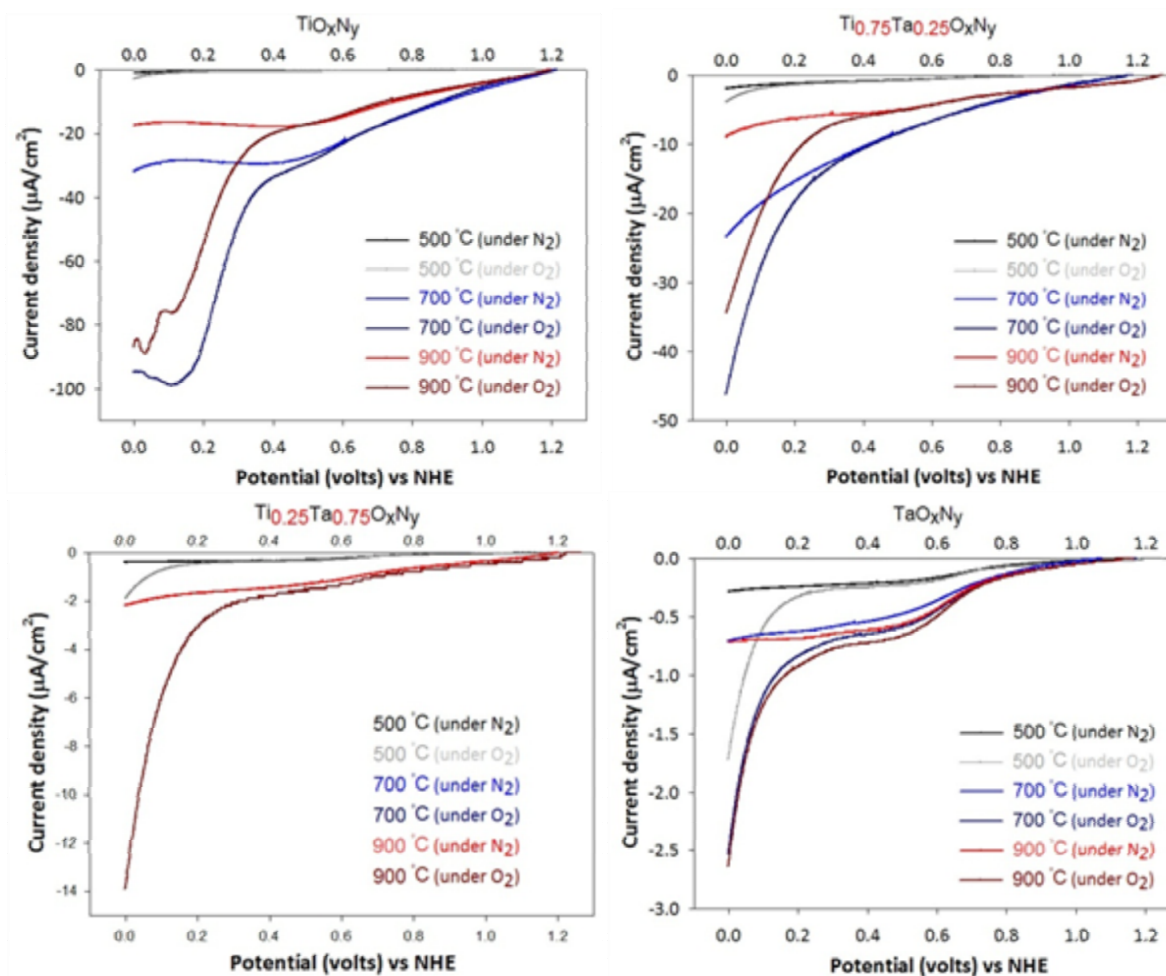 TiOxNy
0.0 0.2 0.4 0.6 0.8 1.0 1.2
0
-20
-40
-60
-80
-100
Current density (µA/cm²)
500 °C (under N2)
500 °C (under O2)
700 °C (under N2)
700 °C (under O2)
900 °C (under N2)
900 °C (under O2)
0.0 0.2 0.4 0.6 0.8 1.0 1.2
Potential (volts) vs NHE
Ti0.75Ta0.25OxNy
0.0 0.2 0.4 0.6 0.8 1.0 1.2
0
-10
-20
-30
-40
-50
Current density (µA/cm²)
500 °C (under N2)
500 °C (under O2)
700 °C (under N2)
700 °C (under O2)
900 °C (under N2)
900 °C (under O2)
0.0 0.2 0.4 0.6 0.8 1.0 1.2
Potential (volts) vs NHE
Ti0.25Ta0.75OxNy
0.0 0.2 0.4 0.6 0.8 1.0 1.2
0
-2
-4
-6
-8
-10
-12
-14
Current density (µA/cm²)
500 °C (under N2)
500 °C (under O2)
700 °C (under N2)
700 °C (under O2)
900 °C (under N2)
900 °C (under O2)
0.0 0.2 0.4 0.6 0.8 1.0 1.2
Potential (volts) vs NHE
TaOxNy
0.0 0.2 0.4 0.6 0.8 1.0 1.2
0.0
-0.5
-1.0
-1.5
-2.0
-2.5
-3.0
Current density (µA/cm²)
500 °C (under N2)
500 °C (under O2)
700 °C (under N2)
700 °C (under O2)
900 °C (under N2)
900 °C (under O2)
0.0 0.2 0.4 0.6 0.8 1.0 1.2
Potential (volts) vs NHE